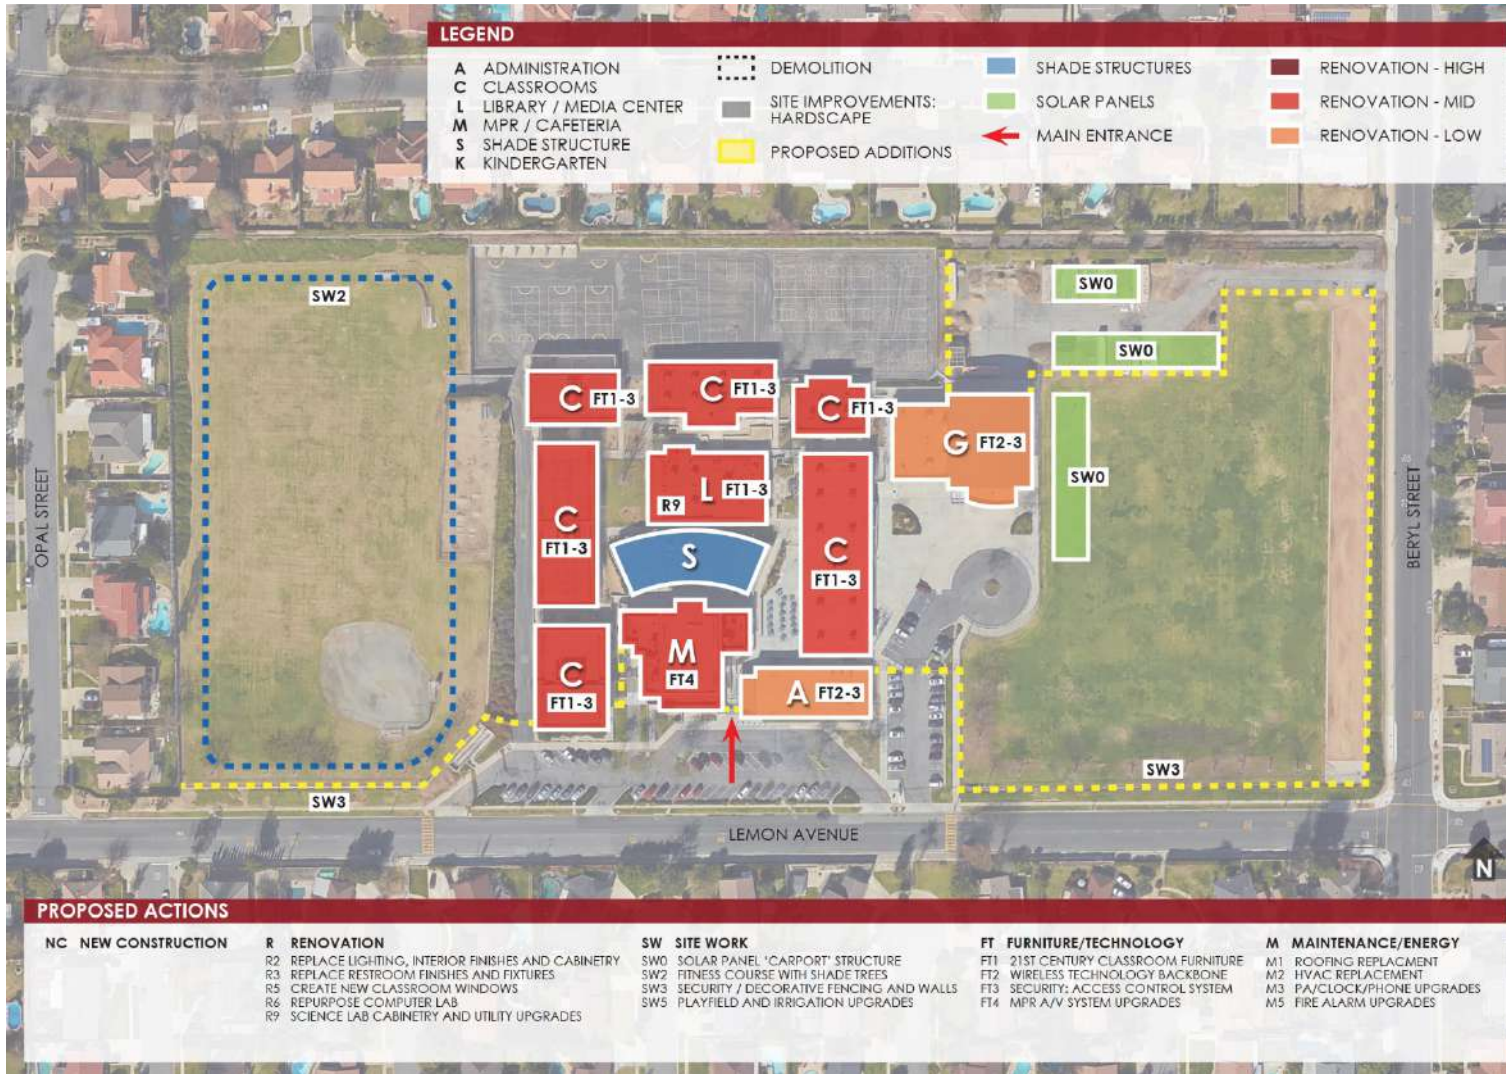 LEGEND
A ADMINISTRATION
C CLASSROOMS
L LIBRARY / MEDIA CENTER
M MPR / CAFETERIA
S SHADE STRUCTURE
K KINDERGARTEN
DEMOLITION
SITE IMPROVEMENTS:
HARDSCAPE
PROPOSED ADDITIONS
SHADE STRUCTURES
SOLAR PANELS
MAIN ENTRANCE
RENOVATION - HIGH
RENOVATION - MID
RENOVATION - LOW
SW2
SW0
SW0
SW0
C FT1-3
C FT1-3
C FT1-3
G FT2-3
L FT1-3
R9
C
FT1-3
S
C
FT1-3
M
FT4
C
FT1-3
A FT2-3
SW3
SW3
OPAL STREET
BERYL STREET
LEMON AVENUE
N
PROPOSED ACTIONS
NC NEW CONSTRUCTION
R RENOVATION
R2 REPLACE LIGHTING, INTERIOR FINISHES AND CABINETRY
R3 REPLACE RESTROOM FINISHES AND FIXTURES
R5 CREATE NEW CLASSROOM WINDOWS
R6 REPURPOSE COMPUTER LAB
R9 SCIENCE LAB CABINETRY AND UTILITY UPGRADES
SW SITE WORK
SW0 SOLAR PANEL 'CARPORT' STRUCTURE
SW2 FITNESS COURSE WITH SHADE TREES
SW3 SECURITY / DECORATIVE FENCING AND WALLS
SW5 PLAYFIELD AND IRRIGATION UPGRADES
FT FURNITURE/TECHNOLOGY
FT1 21ST CENTURY CLASSROOM FURNITURE
FT2 WIRELESS TECHNOLOGY BACKBONE
FT3 SECURITY: ACCESS CONTROL SYSTEM
FT4 MPR A/V SYSTEM UPGRADES
M MAINTENANCE/ENERGY
M1 ROOFING REPLACMENT
M2 HVAC REPLACEMENT
M3 PA/CLOCK/PHONE UPGRADES
M5 FIRE ALARM UPGRADES